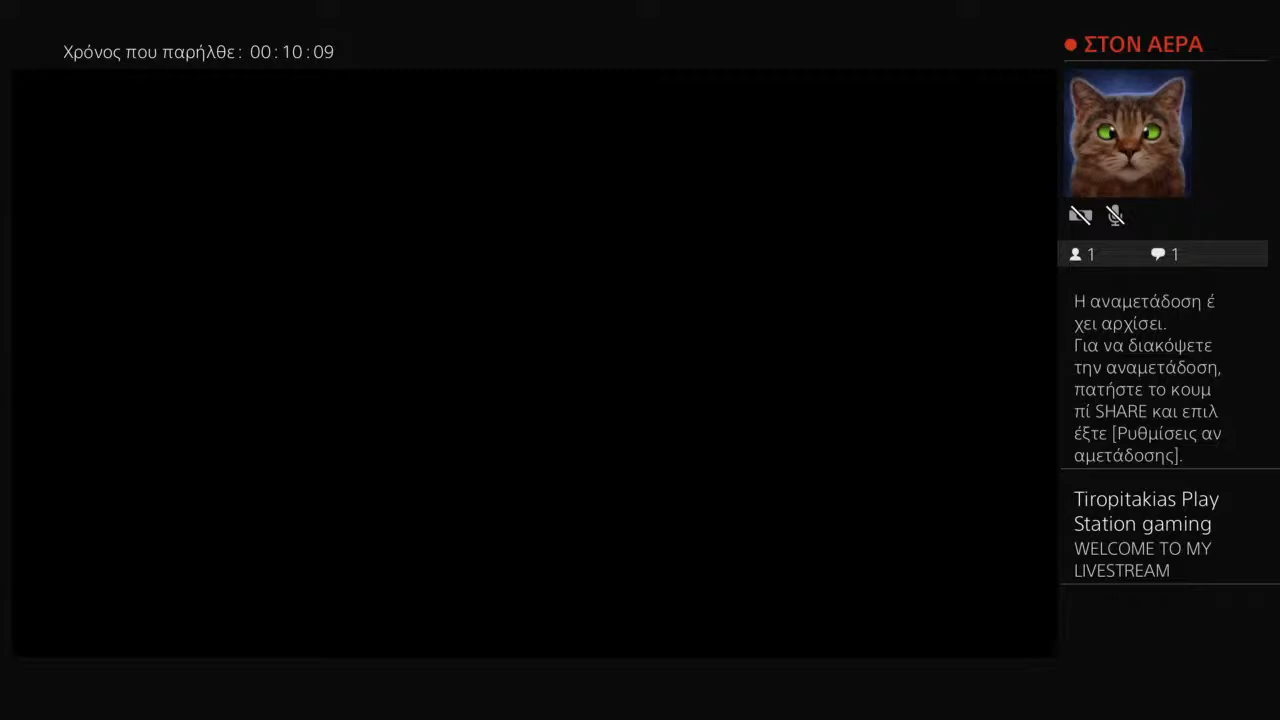 Χρόνος που παρήλθε: 00:10:09
ΣΤΟΝ ΑΕΡΑ
1
1
Η αναμετάδοση έ
χει αρχίσει.
Για να διακόψετε
την αναμετάδοση,
πατήστε το κουμ
πί SHARE και επιλ
έξτε [Ρυθμίσεις αν
αμετάδοσης].
Tiropitakias Play
Station gaming
WELCOME TO MY
LIVESTREAM